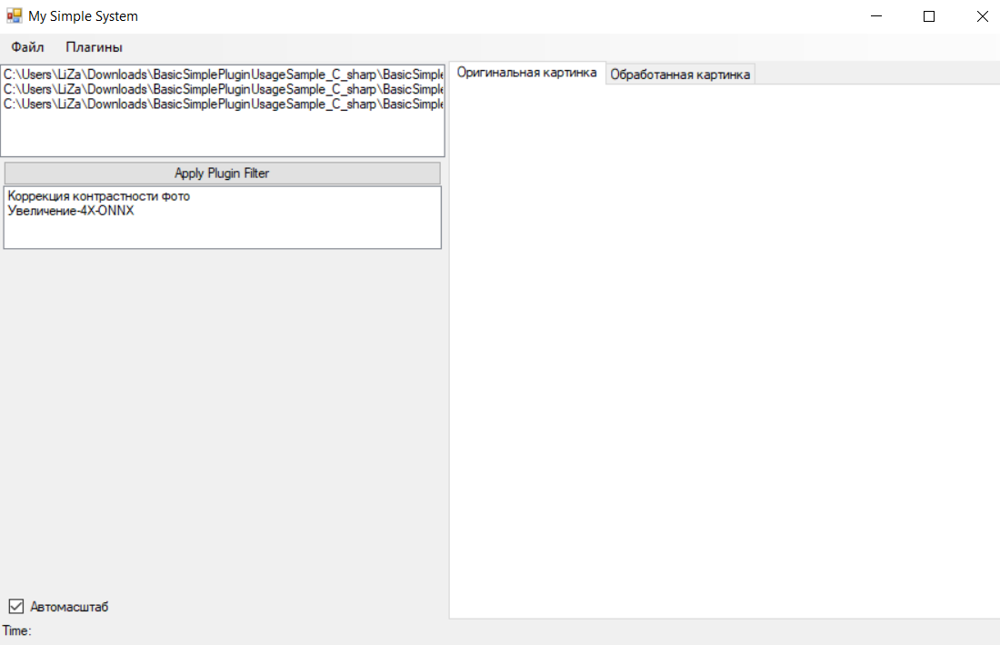 My Simple System
Файл Плагины
C:\Users\LiZa\Downloads\BasicSimplePluginUsageSample_C_sharp\BasicSimple
C:\Users\LiZa\Downloads\BasicSimplePluginUsageSample_C_sharp\BasicSimple
C:\Users\LiZa\Downloads\BasicSimplePluginUsageSample_C_sharp\BasicSimple
Оригинальная картинка Обработанная картинка
Apply Plugin Filter
Коррекция контрастности фото
Увеличение-4X-ONNX
Автомасштаб
Time: